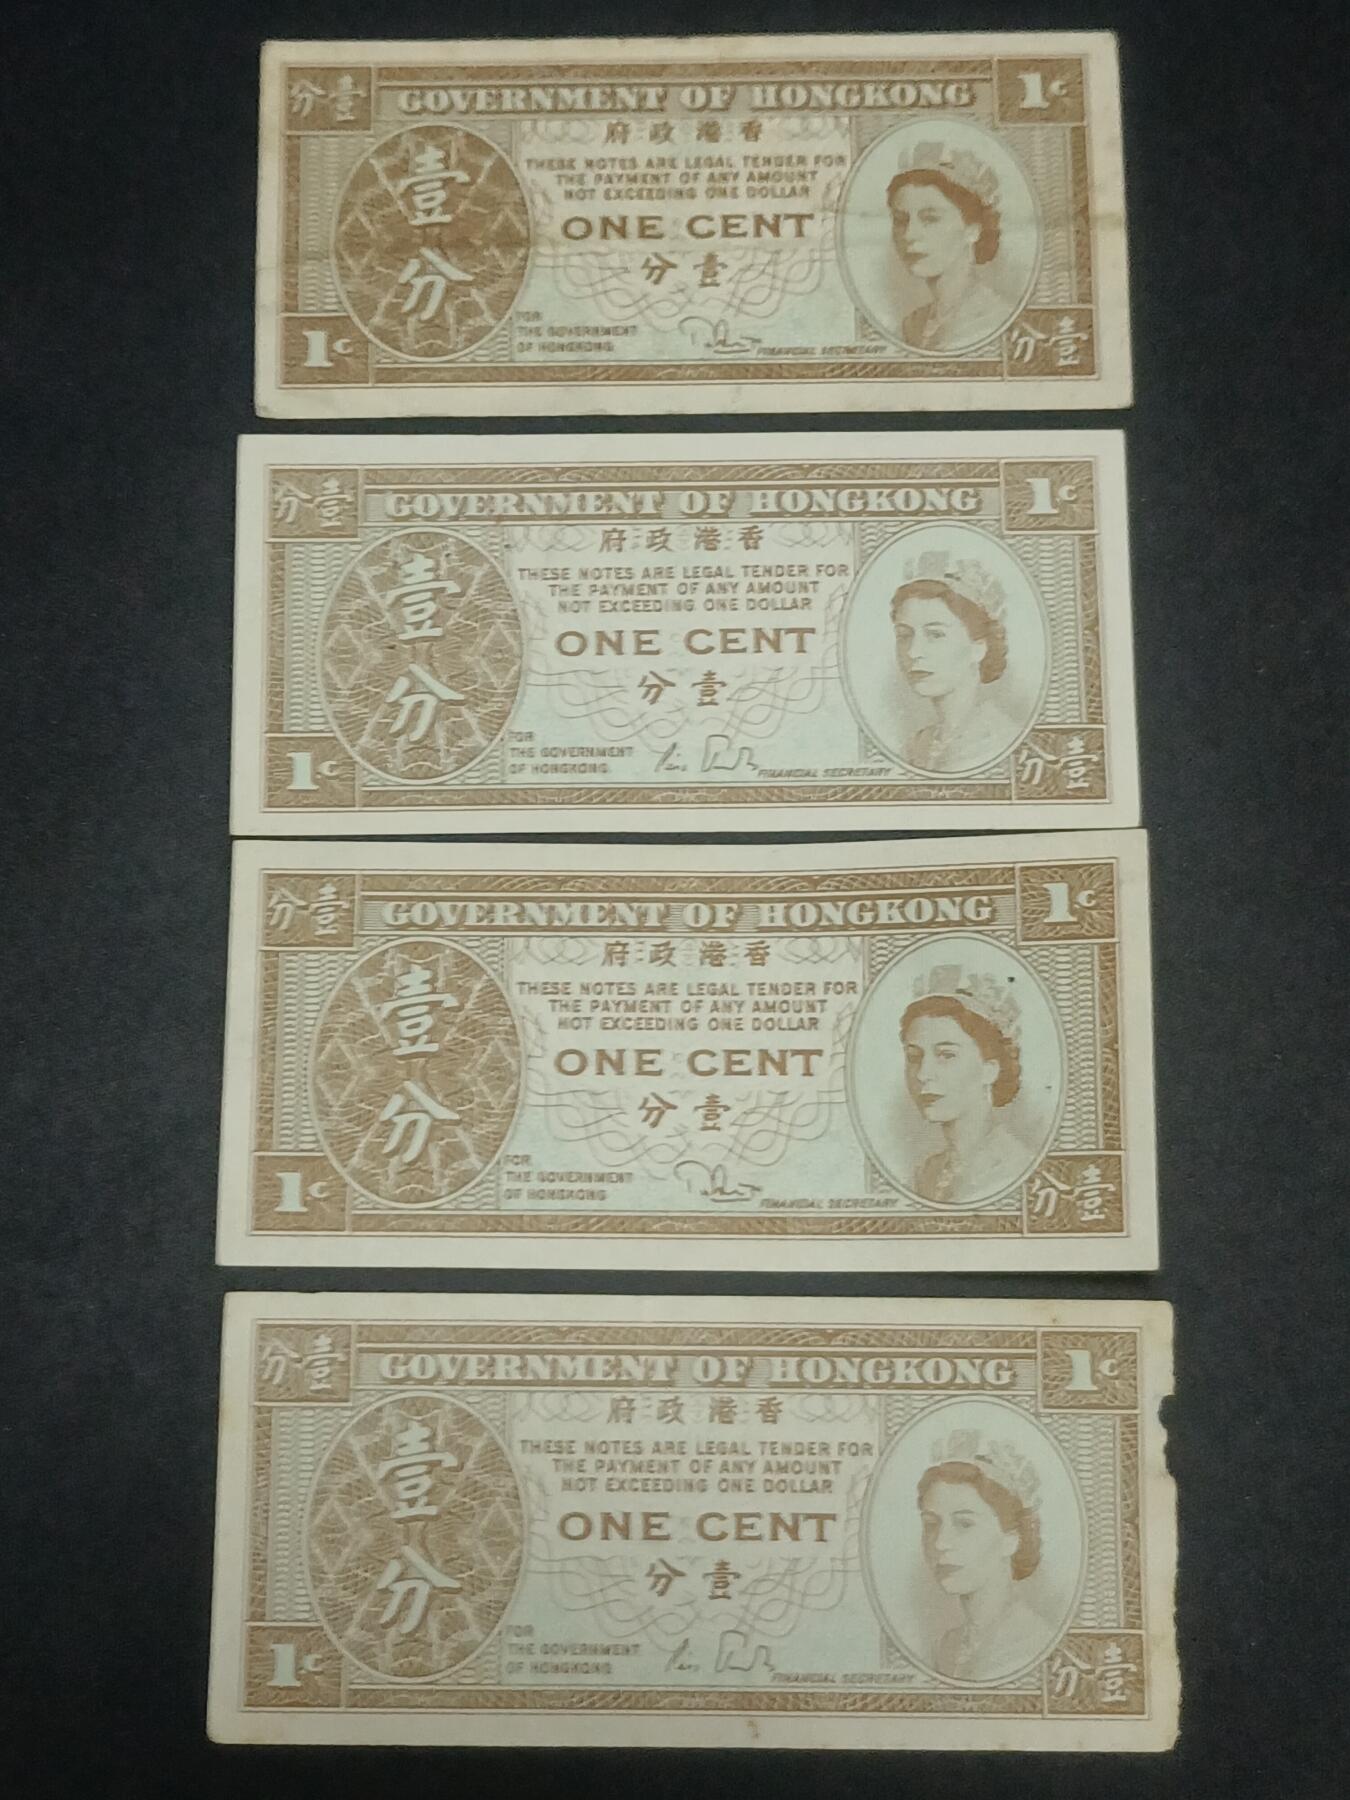 分壹 GOVERNMENT OF HONGKONG 1C
府政港香
THESE NOTES ARE LEGAL TENDER FOR
THE PAYMENT OF ANY AMOUNT
NOT EXCEEDING ONE DOLLAR
壹分
ONE CENT
分壹
FOR
THE GOVERNMENT
OF HONGKONG
FINANCIAL SECRETARY
1C 分壹
分壹 GOVERNMENT OF HONGKONG 1C
府政港香
THESE NOTES ARE LEGAL TENDER FOR
THE PAYMENT OF ANY AMOUNT
NOT EXCEEDING ONE DOLLAR
壹分
ONE CENT
分壹
FOR
THE GOVERNMENT
OF HONGKONG
FINANCIAL SECRETARY
1C 分壹
分壹 GOVERNMENT OF HONGKONG 1C
府政港香
THESE NOTES ARE LEGAL TENDER FOR
THE PAYMENT OF ANY AMOUNT
NOT EXCEEDING ONE DOLLAR
壹分
ONE CENT
分壹
FOR
THE GOVERNMENT
OF HONGKONG
FINANCIAL SECRETARY
1C 分壹
分壹 GOVERNMENT OF HONGKONG 1C
府政港香
THESE NOTES ARE LEGAL TENDER FOR
THE PAYMENT OF ANY AMOUNT
NOT EXCEEDING ONE DOLLAR
壹分
ONE CENT
分壹
FOR
THE GOVERNMENT
OF HONGKONG
FINANCIAL SECRETARY
1C 分壹